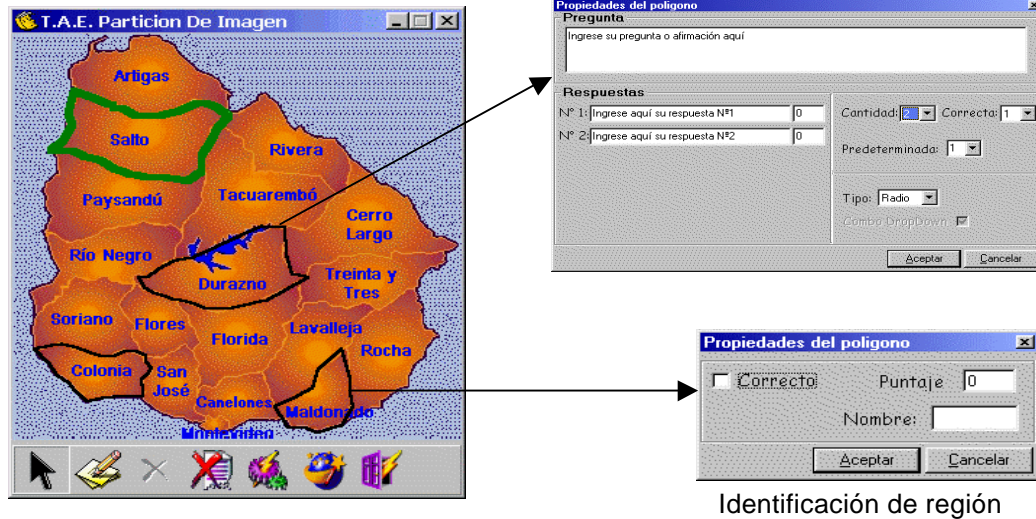 T.A.E. Particion De Imagen
Artigas
Salto
Rivera
Paysandú
Tacuarembó
Cerro
Largo
Río Negro
Durazno
Treinta y
Tres
Soriano
Flores
Florida
Lavalleja
Rocha
Colonia
San
José
Canelones
Maldonado
Montevideo
Propiedades del poligono
Pregunta
Ingrese su pregunta o afirmación aquí
Respuestas
Nº 1: Ingrese aquí su respuesta Nº1 0
Nº 2: Ingrese aquí su respuesta Nº2 0
Cantidad: 2 Correcta: 1
Predeterminada: 1
Tipo: Radio
Combo DropDown
Aceptar Cancelar
Propiedades del poligono
Correcto Puntaje 0
Nombre:
Aceptar Cancelar
Identificación de región